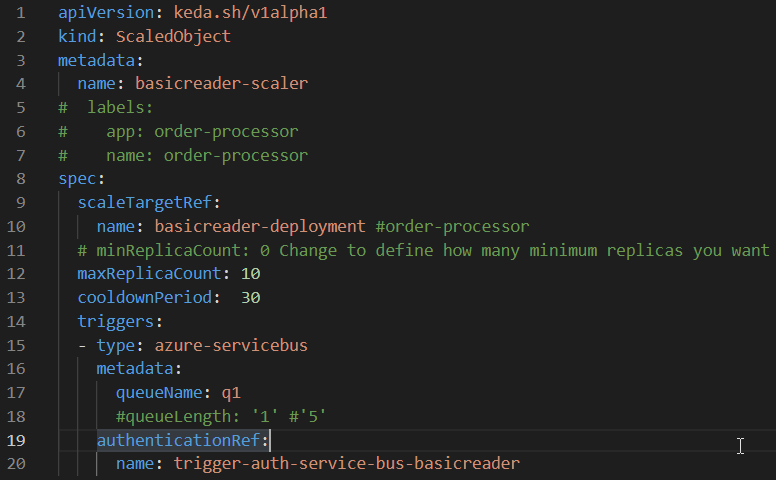 1 apiVersion: keda.sh/v1alpha1
2 kind: ScaledObject
3 metadata:
4   name: basicreader-scaler
5 #  labels:
6 #    app: order-processor
7 #    name: order-processor
8 spec:
9   scaleTargetRef:
10     name: basicreader-deployment #order-processor
11   # minReplicaCount: 0 Change to define how many minimum replicas you want
12   maxReplicaCount: 10
13   cooldownPeriod:  30
14   triggers:
15   - type: azure-servicebus
16     metadata:
17       queueName: q1
18       #queueLength: '1' #'5'
19     authenticationRef:
20       name: trigger-auth-service-bus-basicreader